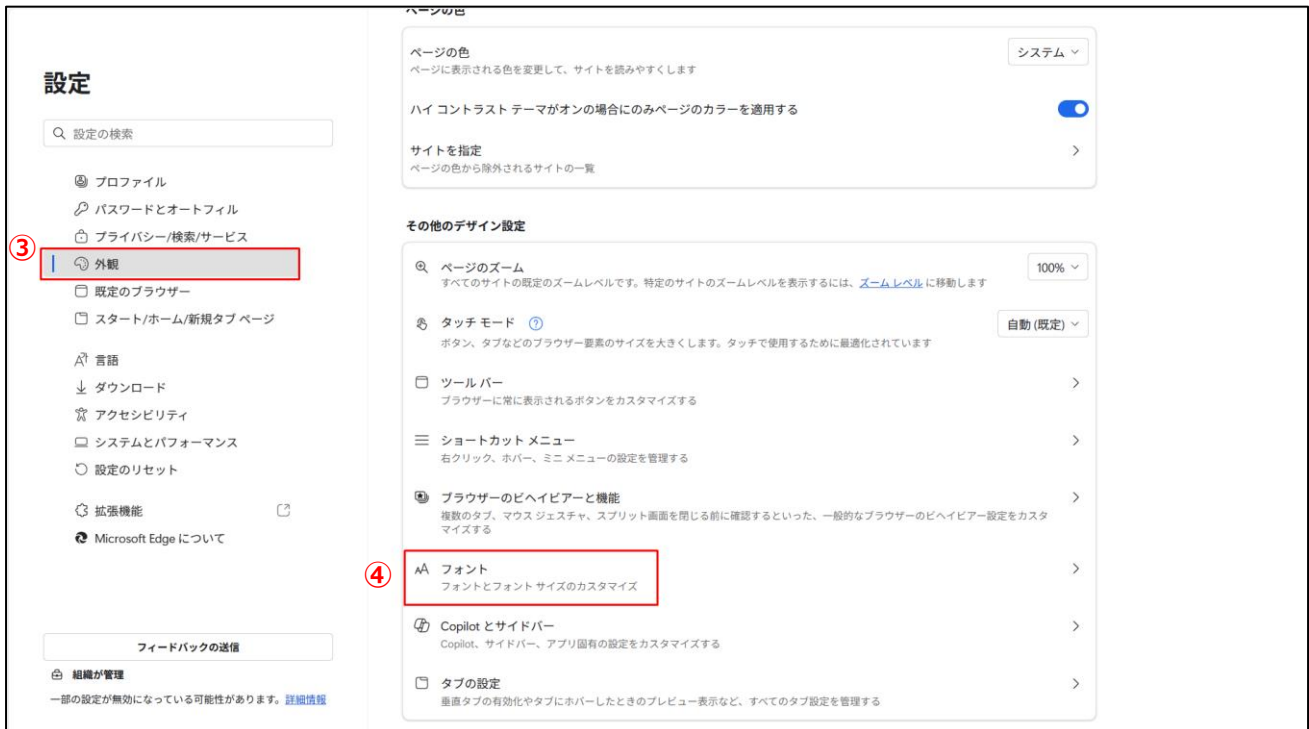 ページの色
設定
設定の検索
プロファイル
パスワードとオートフィル
プライバシー/検索/サービス
③
外観
既定のブラウザー
スタート/ホーム/新規タブ ページ
言語
ダウンロード
アクセシビリティ
システムとパフォーマンス
設定のリセット
拡張機能
Microsoft Edge について
フィードバックの送信
組織が管理
一部の設定が無効になっている可能性があります。詳細情報
ページの色
システム
ページに表示される色を変更して、サイトを読みやすくします
ハイ コントラスト テーマがオンの場合にのみページのカラーを適用する
サイトを指定
ページの色から除外されるサイトの一覧
その他のデザイン設定
ページのズーム
100%
すべてのサイトの既定のズームレベルです。特定のサイトのズームレベルを表示するには、ズーム レベル に移動します
タッチ モード
自動 (既定)
ボタン、タブなどのブラウザー要素のサイズを大きくします。タッチで使用するために最適化されています
ツール バー
ブラウザーに常に表示されるボタンをカスタマイズする
ショートカット メニュー
右クリック、ホバー、ミニ メニューの設定を管理する
ブラウザーのビヘイビアーと機能
複数のタブ、マウス ジェスチャ、スプリット画面を閉じる前に確認するといった、一般的なブラウザーのビヘイビアー設定をカスタ
マイズする
④
フォント
フォントとフォント サイズのカスタマイズ
Copilot とサイドバー
Copilot、サイドバー、アプリ固有の設定をカスタマイズする
タブの設定
垂直タブの有効化やタブにホバーしたときのプレビュー表示など、すべてのタブ設定を管理する